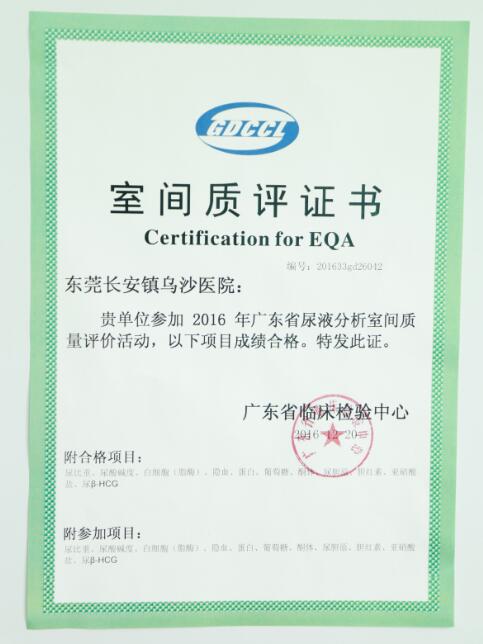 GDCCL
室间质评证书
Certification for EQA
编号：201633gd26042
东莞长安镇乌沙医院：
贵单位参加 2016 年广东省尿液分析室间质
量评价活动，以下项目成绩合格。特发此证。
广东省临床检验中心
2016-12-20
附合格项目：
尿比重、尿酸碱度、白细胞（脂酶）、隐血、蛋白、葡萄糖、酮体、尿胆原、胆红素、亚硝酸
盐、尿β-HCG
附参加项目：
尿比重、尿酸碱度、白细胞（脂酶）、隐血、蛋白、葡萄糖、酮体、尿胆原、胆红素、亚硝酸
盐、尿β-HCG